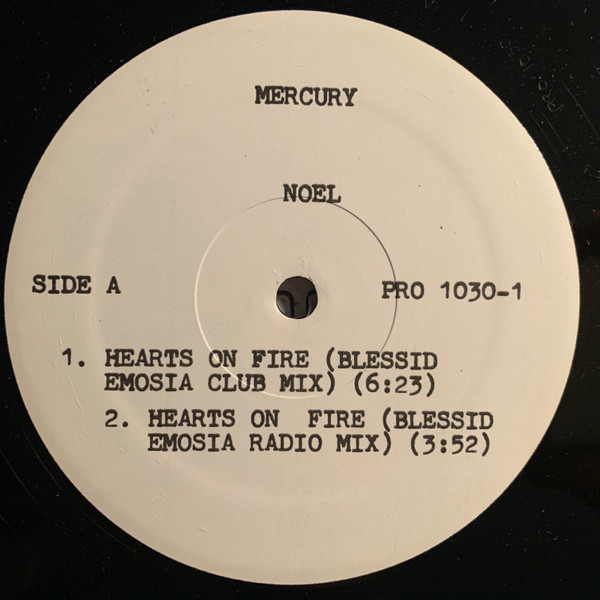 MERCURY
NOEL
SIDE A
PRO 1030-1
1. HEARTS ON FIRE (BLESSID
EMOSIA CLUB MIX) (6:23)
2. HEARTS ON FIRE (BLESSID
EMOSIA RADIO MIX) (3:52)